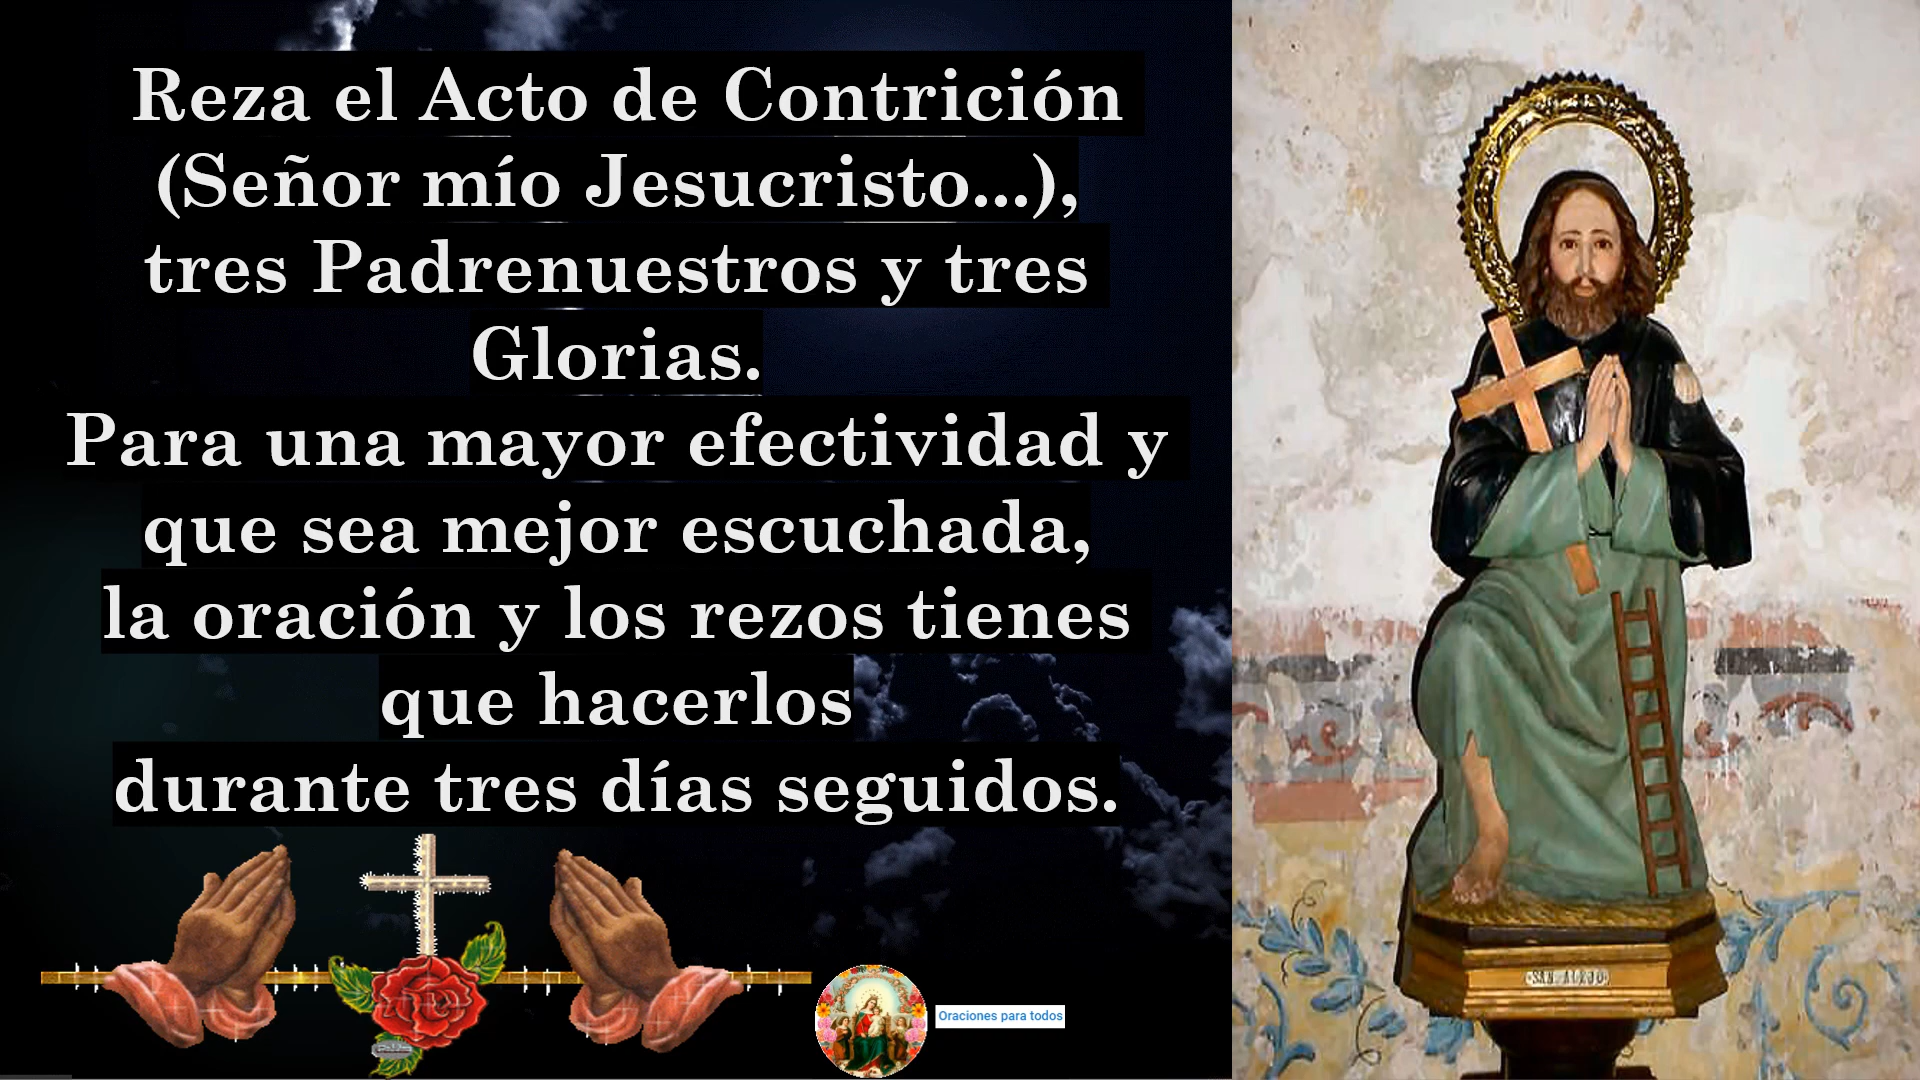 Reza el Acto de Contrición
(Señor mío Jesucristo...),
tres Padrenuestros y tres
Glorias.
Para una mayor efectividad y
que sea mejor escuchada,
la oración y los rezos tienes
que hacerlos
durante tres días seguidos.
Oraciones para todos
SAN ALEJO